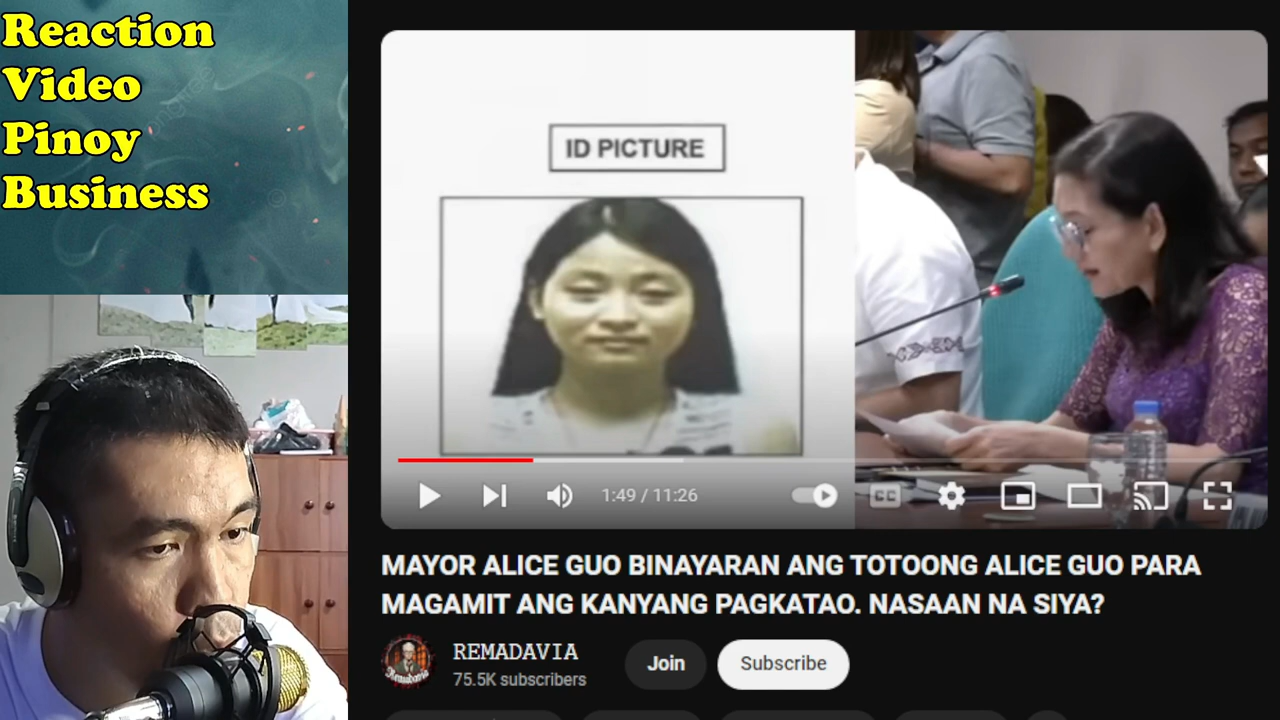 Reaction
Video
Pinoy
Business
ID PICTURE
1:49 / 11:26
CC
MAYOR ALICE GUO BINAYARAN ANG TOTOONG ALICE GUO PARA
MAGAMIT ANG KANYANG PAGKATAO. NASAAN NA SIYA?
REMADAVIA
75.5K subscribers
Join
Subscribe